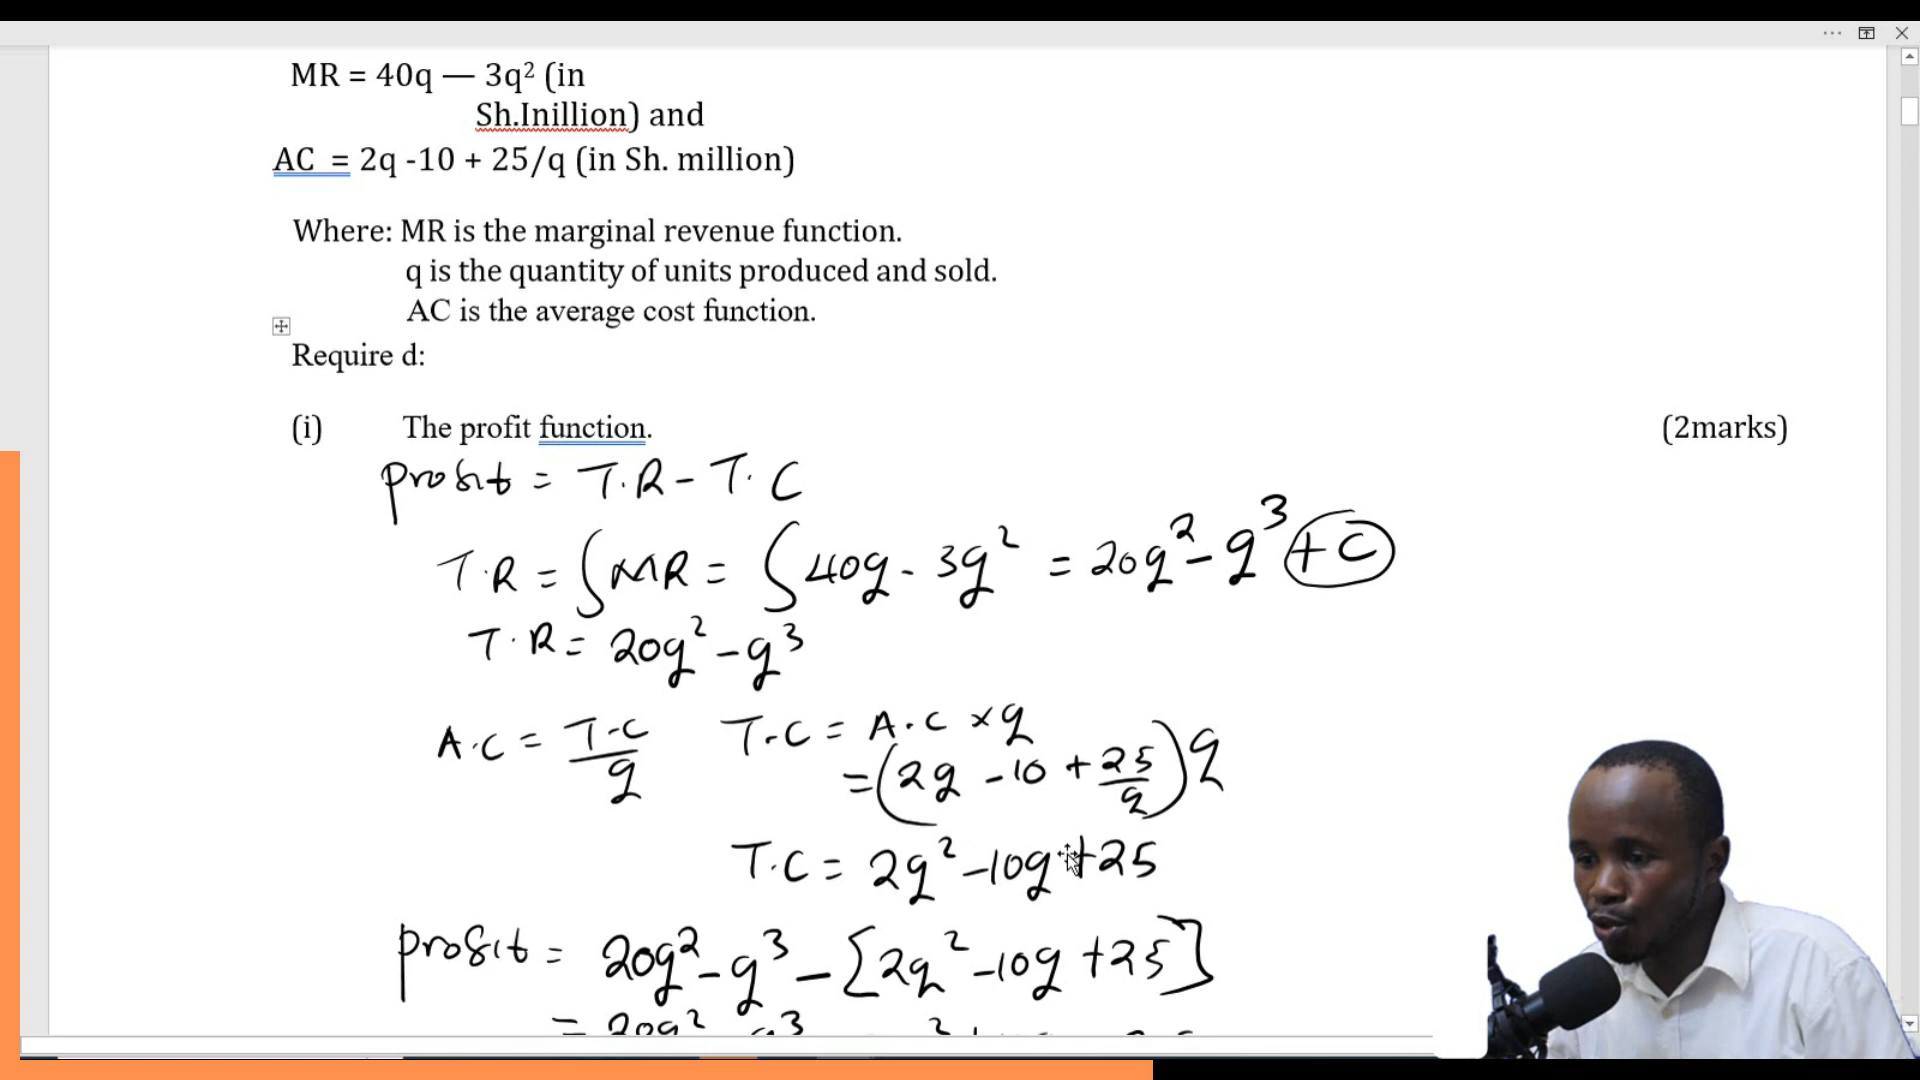 MR = 40q — 3q² (in
Sh.Inillion) and
AC = 2q -10 + 25/q (in Sh. million)
Where: MR is the marginal revenue function.
q is the quantity of units produced and sold.
AC is the average cost function.
Require d:
(i) The profit function. (2marks)
profit = T.R - T.C
T.R = ∫MR = ∫40q - 3q² = 20q² - q³ + C
T.R = 20q² - q³
A.C = T.C/q T.C = A.C × q
= (2q - 10 + 25/q) q
T.C = 2q² - 10q + 25
profit = 20q² - q³ - [2q² - 10q + 25]